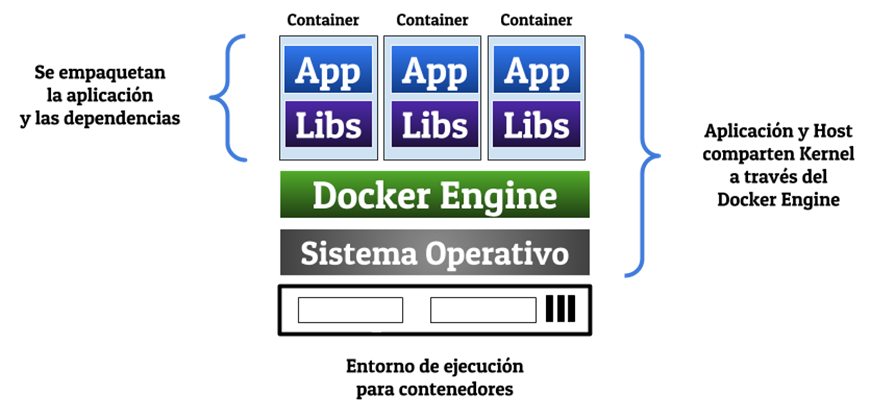 Container Container Container
Se empaquetan
la aplicación
y las dependencias
App App App
Libs Libs Libs
Docker Engine
Sistema Operativo
Aplicación y Host
comparten Kernel
a través del
Docker Engine
Entorno de ejecución
para contenedores